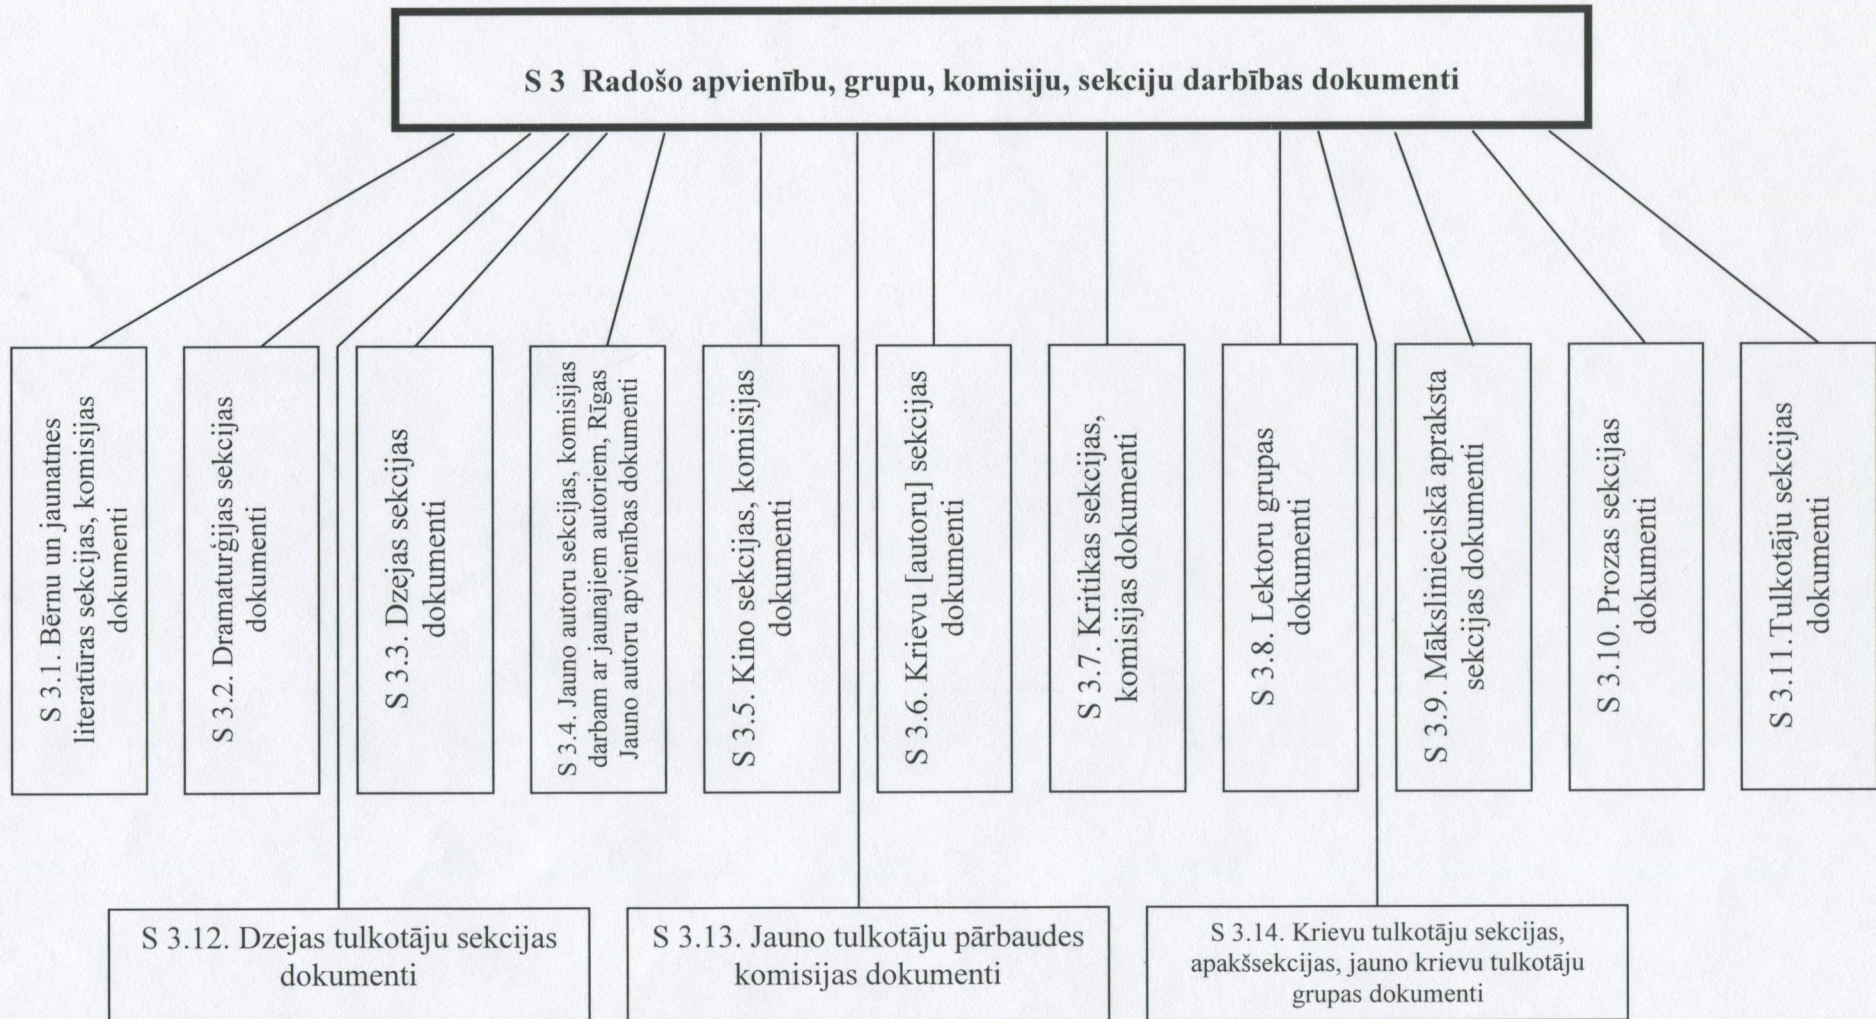 S 3 Radošo apvienību, grupu, komisiju, sekciju darbības dokumenti
S 3.1. Bērnu un jaunatnes
literatūras sekcijas, komisijas
dokumenti
S 3.2. Dramaturģijas sekcijas
dokumenti
S 3.3. Dzejas sekcijas
dokumenti
S 3.4. Jauno autoru sekcijas, komisijas
darbam ar jaunajiem autoriem, Rīgas
Jauno autoru apvienības dokumenti
S 3.5. Kino sekcijas, komisijas
dokumenti
S 3.6. Krievu [autoru] sekcijas
dokumenti
S 3.7. Kritikas sekcijas,
komisijas dokumenti
S 3.8. Lektoru grupas
dokumenti
S 3.9. Mākslinieciskā apraksta
sekcijas dokumenti
S 3.10. Prozas sekcijas
dokumenti
S 3.11.Tulkotāju sekcijas
dokumenti
S 3.12. Dzejas tulkotāju sekcijas
dokumenti
S 3.13. Jauno tulkotāju pārbaudes
komisijas dokumenti
S 3.14. Krievu tulkotāju sekcijas,
apakšsekcijas, jauno krievu tulkotāju
grupas dokumenti